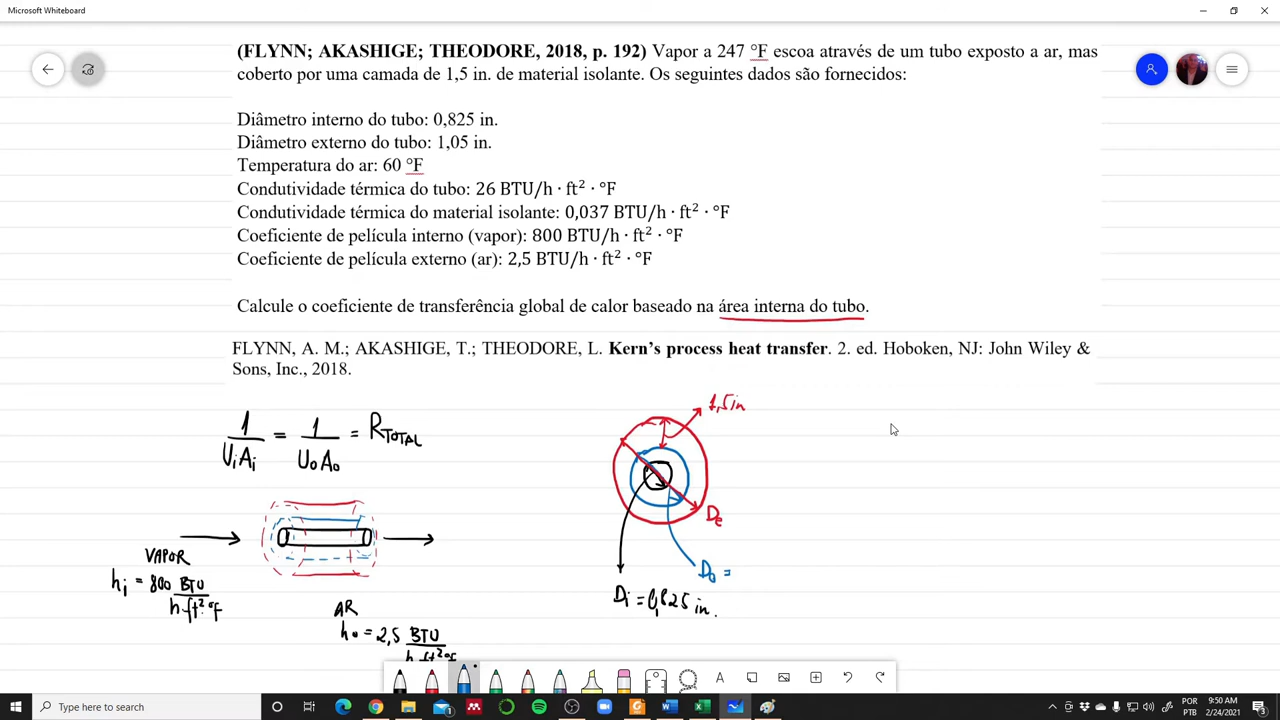 Microsoft Whiteboard
(FLYNN; AKASHIGE; THEODORE, 2018, p. 192) Vapor a 247 °F escoa através de um tubo exposto a ar, mas
coberto por uma camada de 1,5 in. de material isolante. Os seguintes dados são fornecidos:
Diâmetro interno do tubo: 0,825 in.
Diâmetro externo do tubo: 1,05 in.
Temperatura do ar: 60 °F
Condutividade térmica do tubo: 26 BTU/h · ft² · °F
Condutividade térmica do material isolante: 0,037 BTU/h · ft² · °F
Coeficiente de película interno (vapor): 800 BTU/h · ft² · °F
Coeficiente de película externo (ar): 2,5 BTU/h · ft² · °F
Calcule o coeficiente de transferência global de calor baseado na área interna do tubo.
FLYNN, A. M.; AKASHIGE, T.; THEODORE, L. Kern's process heat transfer. 2. ed. Hoboken, NJ: John Wiley &
Sons, Inc., 2018.
1/UiAi = 1/UoAo = RTOTAL
1,5 in
De
Do =
Di = 0,825 in.
VAPOR
hi = 800 BTU/h.ft².°F
AR
ho = 2,5 BTU/h ft² °F
A
Type here to search
POR
PTB
9:50 AM
2/24/2021